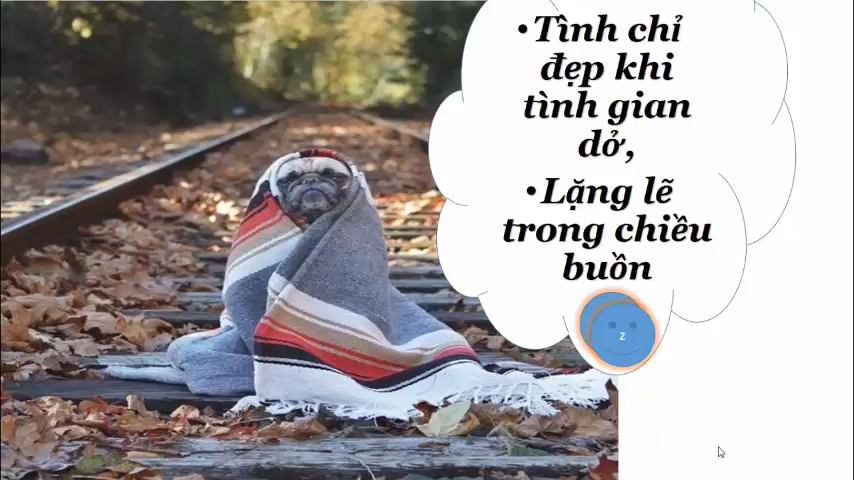 •Tình chỉ
đẹp khi
tình gian
dở,
•Lặng lẽ
trong chiều
buồn
z